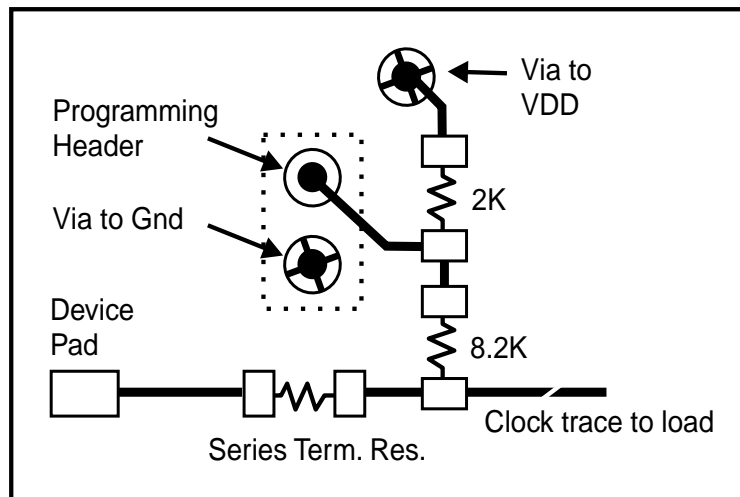 Via to
VDD
Programming
Header
2K
Via to Gnd
Device
Pad
8.2K
Clock trace to load
Series Term. Res.